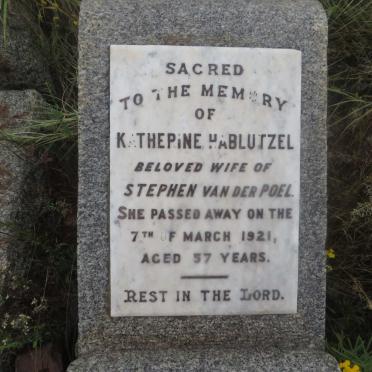 SACRED
TO THE MEMORY
OF
KATHERINE HABLUTZEL
BELOVED WIFE OF
STEPHEN VAN DER POEL.
SHE PASSED AWAY ON THE
7TH OF MARCH 1921,
AGED 57 YEARS.
REST IN THE LORD.